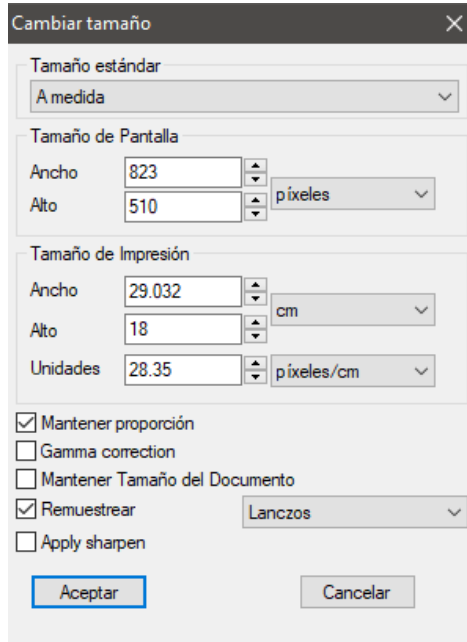 Cambiar tamaño
Tamaño estándar
A medida
Tamaño de Pantalla
Ancho 823
píxeles
Alto 510
Tamaño de Impresión
Ancho 29.032
cm
Alto 18
Unidades 28.35 píxeles/cm
Mantener proporción
Gamma correction
Mantener Tamaño del Documento
Remuestrear Lanczos
Apply sharpen
Aceptar Cancelar